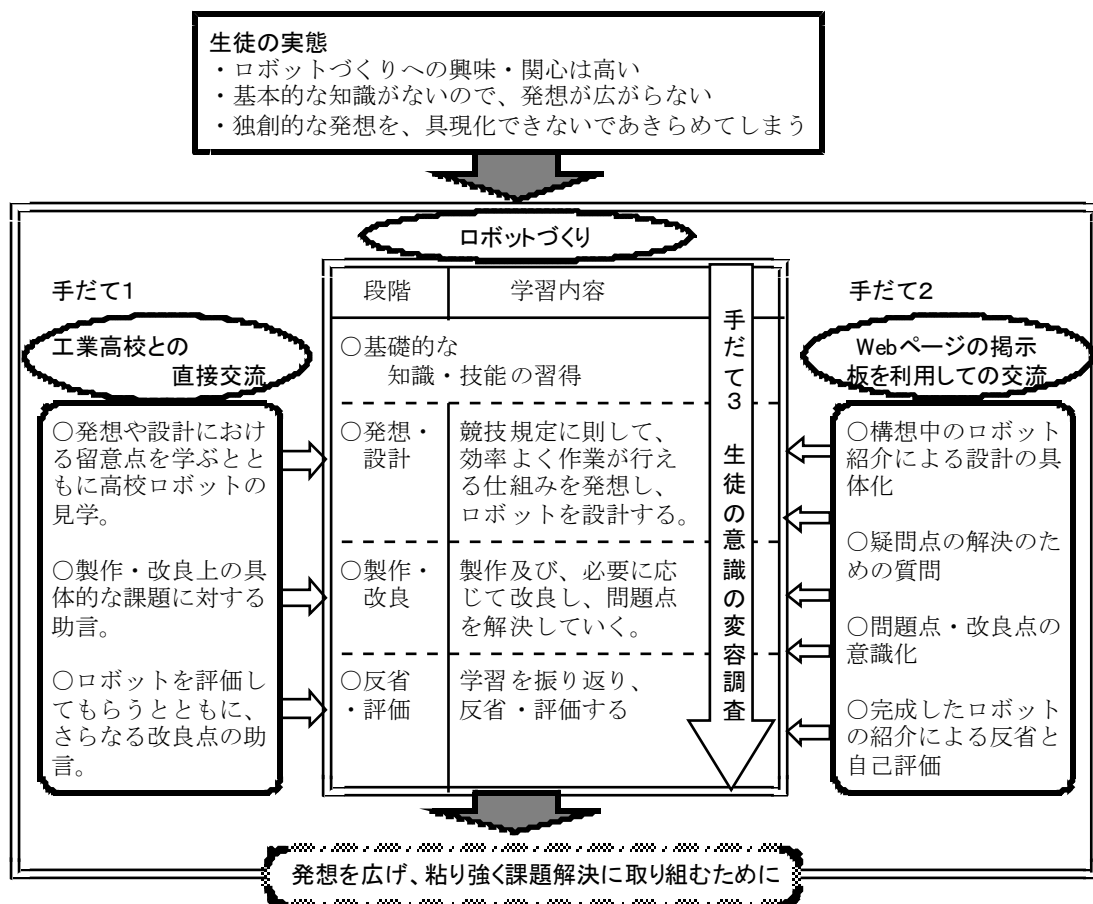 生徒の実態
・ロボットづくりへの興味・関心は高い
・基本的な知識がないので、発想が広がらない
・独創的な発想を、具現化できないであきらめてしまう
ロボットづくり
手だて1
工業高校との
直接交流
○発想や設計における
留意点を学ぶとと
もに高校ロボットの
見学。
○製作・改良上の具
体的な課題に対する
助言。
○ロボットを評価し
てもらうとともに、
さらなる改良点の助
言。
段階 学習内容
○基礎的な
知識・技能の習得
○発想・
設計
競技規定に則して、
効率よく作業が行え
る仕組みを発想し、
ロボットを設計する。
○製作・
改良
製作及び、必要に応
じて改良し、問題点
を解決していく。
○反省
・評価
学習を振り返り、
反省・評価する
手だて3 生徒の意識の変容調査
手だて2
Webページの掲示
板を利用しての交流
○構想中のロボット
紹介による設計の具
体化
○疑問点の解決のた
めの質問
○問題点・改良点の
意識化
○完成したロボット
の紹介による反省と
自己評価
発想を広げ、粘り強く課題解決に取り組むために